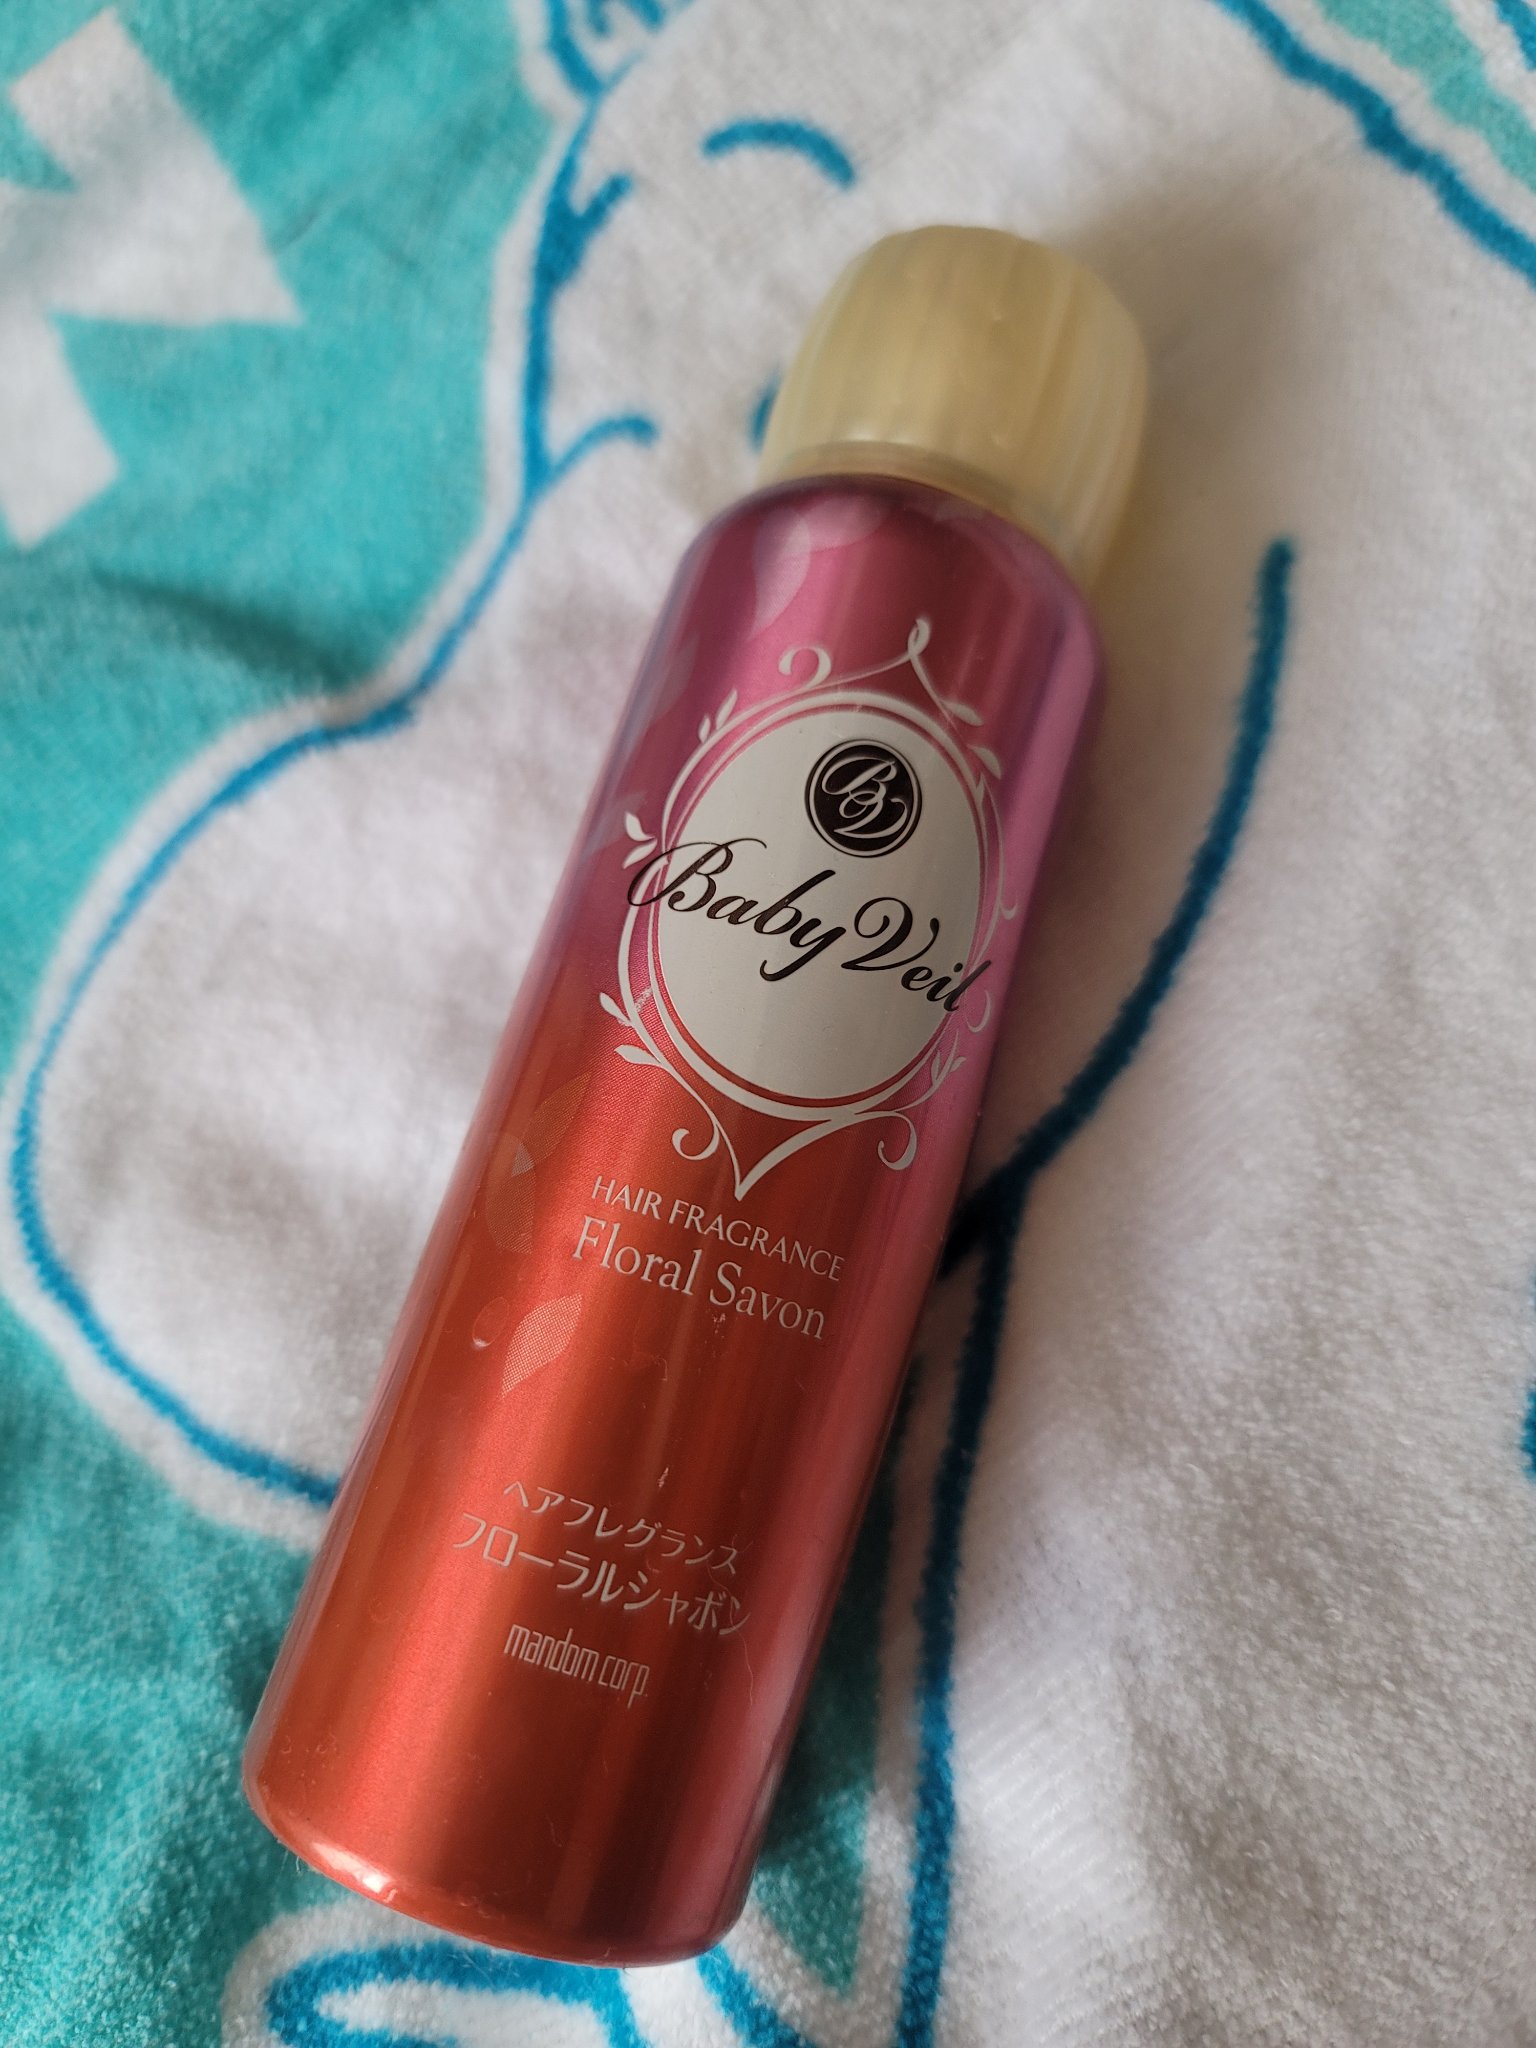 BV
Baby Veil
HAIR FRAGRANCE
Floral Savon
ヘアフレグランス
フローラルシャボン
mandom corp.